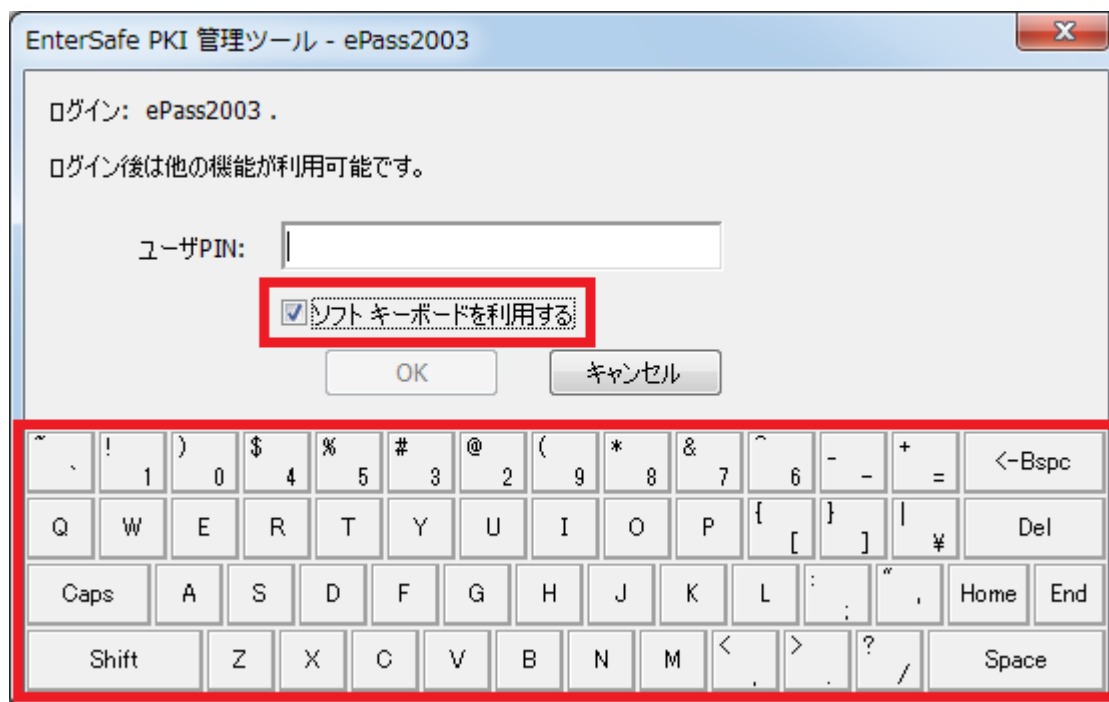 EnterSafe PKI 管理ツール - ePass2003
ログイン: ePass2003 .
ログイン後は他の機能が利用可能です。
ユーザPIN:
ソフト キーボードを利用する
OK キャンセル
~ ` ! 1 ) 0 $ 4 % 5 # 3 @ 2 ( 9 * 8 & 7 ^ 6 - - + = <-Bspc
Q W E R T Y U I O P { [ } ] | ¥ Del
Caps A S D F G H J K L : ; " ' Home End
Shift Z X C V B N M < , > . ? / Space